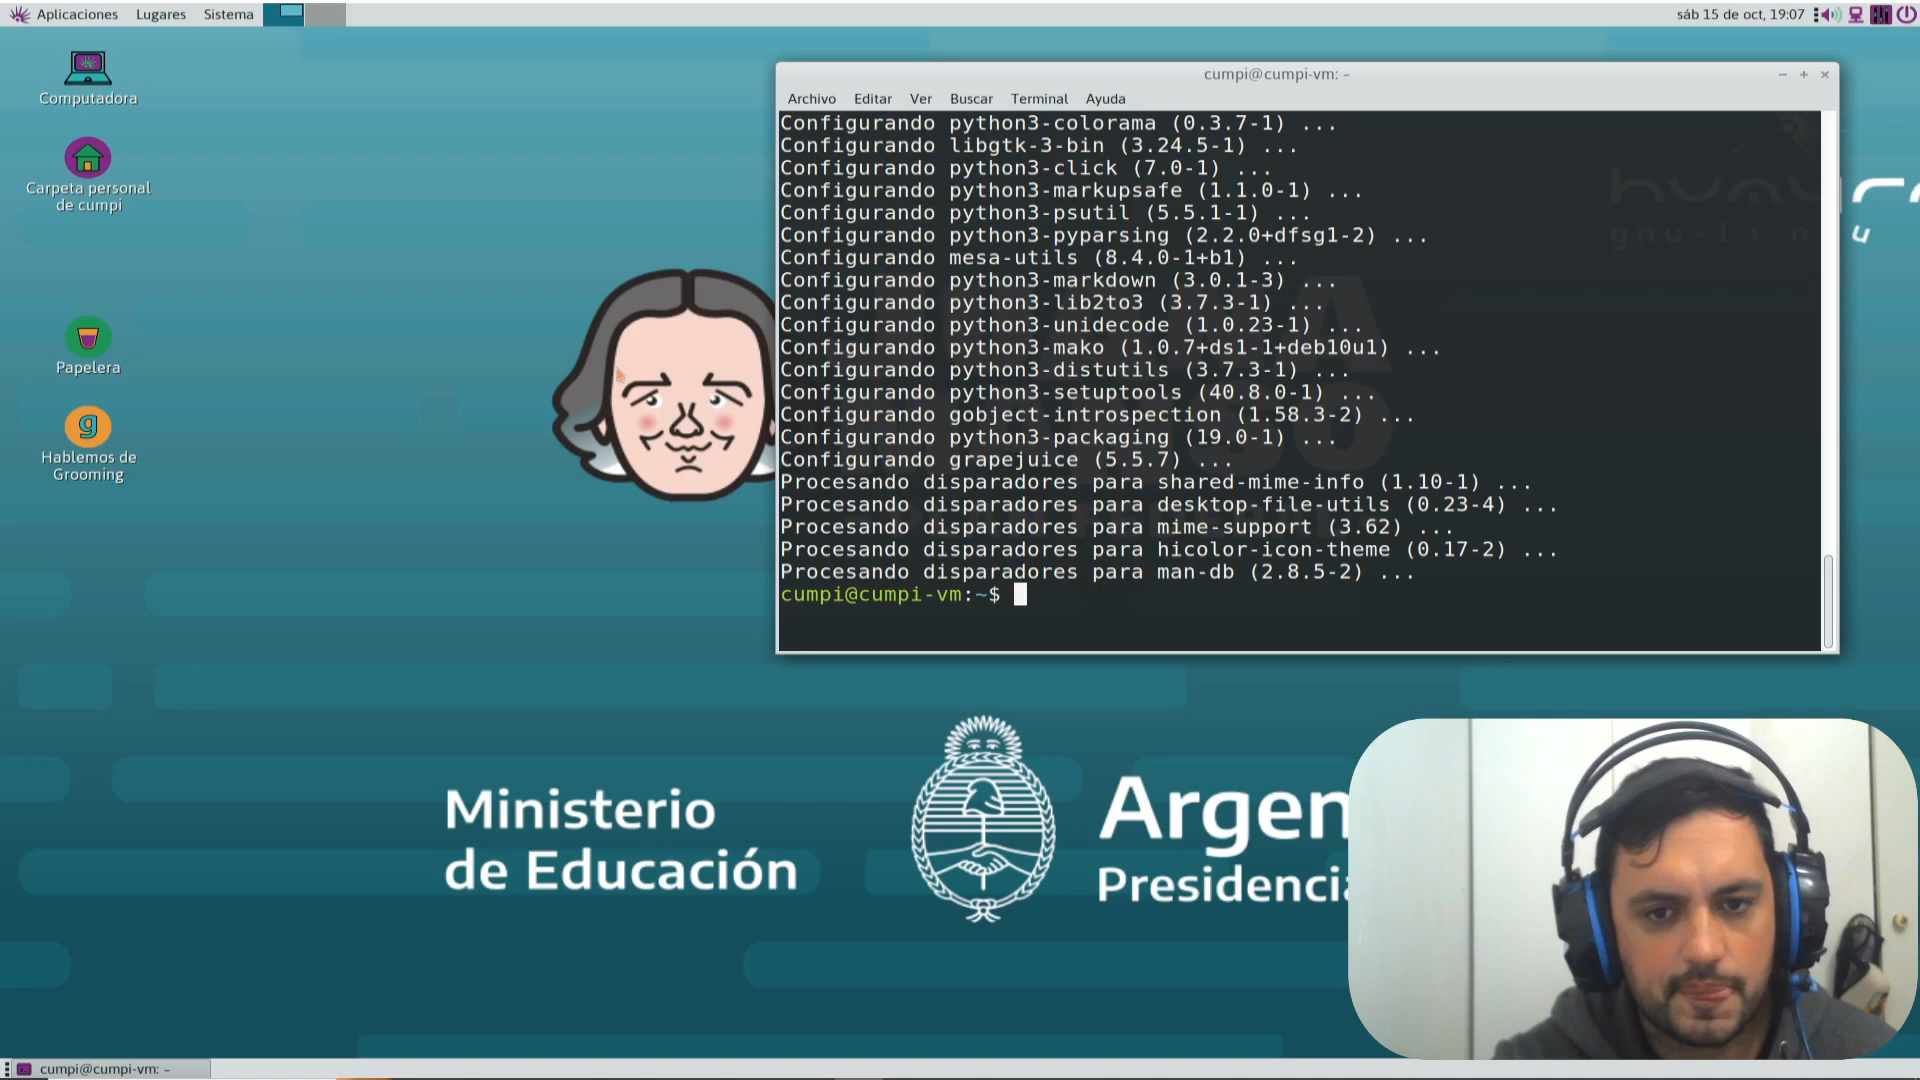 Aplicaciones Lugares Sistema
sáb 15 de oct, 19:07
Computadora
Carpeta personal
de cumpi
Papelera
g
Hablemos de
Grooming
cumpi@cumpi-vm: ~
Archivo Editar Ver Buscar Terminal Ayuda
Configurando python3-colorama (0.3.7-1) ...
Configurando libgtk-3-bin (3.24.5-1) ...
Configurando python3-click (7.0-1) ...
Configurando python3-markupsafe (1.1.0-1) ...
Configurando python3-psutil (5.5.1-1) ...
Configurando python3-pyparsing (2.2.0+dfsg1-2) ...
Configurando mesa-utils (8.4.0-1+b1) ...
Configurando python3-markdown (3.0.1-3) ...
Configurando python3-lib2to3 (3.7.3-1) ...
Configurando python3-unidecode (1.0.23-1) ...
Configurando python3-mako (1.0.7+ds1-1+deb10u1) ...
Configurando python3-distutils (3.7.3-1) ...
Configurando python3-setuptools (40.8.0-1) ...
Configurando gobject-introspection (1.58.3-2) ...
Configurando python3-packaging (19.0-1) ...
Configurando grapejuice (5.5.7) ...
Procesando disparadores para shared-mime-info (1.10-1) ...
Procesando disparadores para desktop-file-utils (0.23-4) ...
Procesando disparadores para mime-support (3.62) ...
Procesando disparadores para hicolor-icon-theme (0.17-2) ...
Procesando disparadores para man-db (2.8.5-2) ...
cumpi@cumpi-vm:~$
Ministerio
de Educación
Argen
Presidencia
cumpi@cumpi-vm: ~